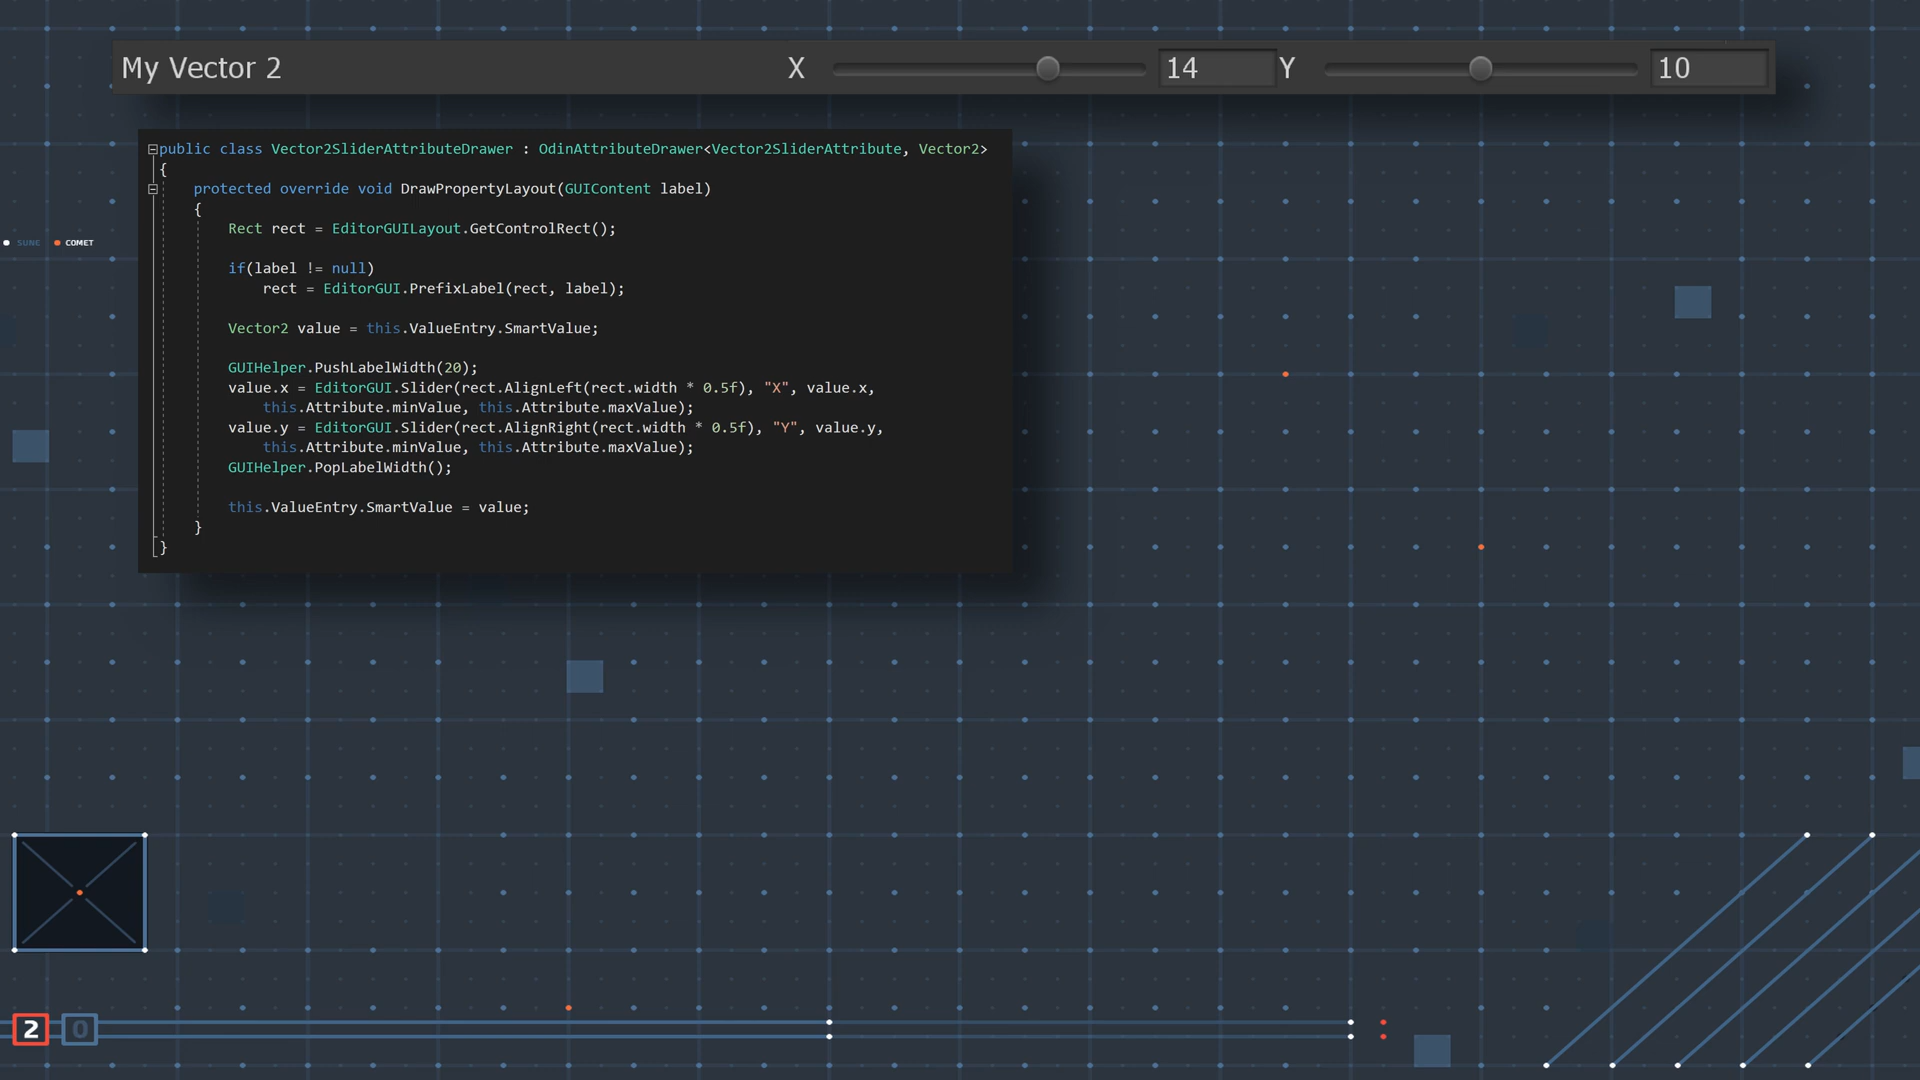 My Vector 2 X 14 Y 10
public class Vector2SliderAttributeDrawer : OdinAttributeDrawer<Vector2SliderAttribute, Vector2>
{
protected override void DrawPropertyLayout(GUIContent label)
{
Rect rect = EditorGUILayout.GetControlRect();
if(label != null)
rect = EditorGUI.PrefixLabel(rect, label);
Vector2 value = this.ValueEntry.SmartValue;
GUIHelper.PushLabelWidth(20);
value.x = EditorGUI.Slider(rect.AlignLeft(rect.width * 0.5f), "X", value.x,
this.Attribute.minValue, this.Attribute.maxValue);
value.y = EditorGUI.Slider(rect.AlignRight(rect.width * 0.5f), "Y", value.y,
this.Attribute.minValue, this.Attribute.maxValue);
GUIHelper.PopLabelWidth();
this.ValueEntry.SmartValue = value;
}
}
SUNE COMET
2 0